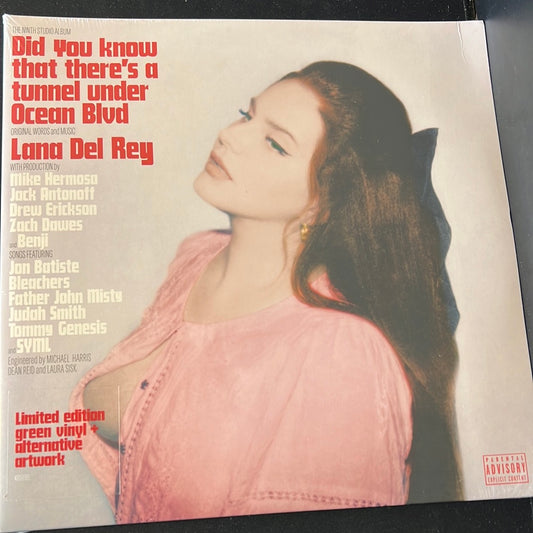 THE NINTH STUDIO ALBUM
Did you know
that there's a
tunnel under
Ocean Blvd
ORIGINAL WORDS and MUSIC
Lana Del Rey
WITH PRODUCTION by
Mike Hermosa
Jack Antonoff
Drew Erickson
Zach Dawes
and Benji
SONGS FEATURING
Jon Batiste
Bleachers
Father John Misty
Judah Smith
Tommy Genesis
and SYML
Engineered by MICHAEL HARRIS
DEAN REID and LAURA SISK
Limited edition
green vinyl +
alternative
artwork
PARENTAL
ADVISORY
EXPLICIT CONTENT